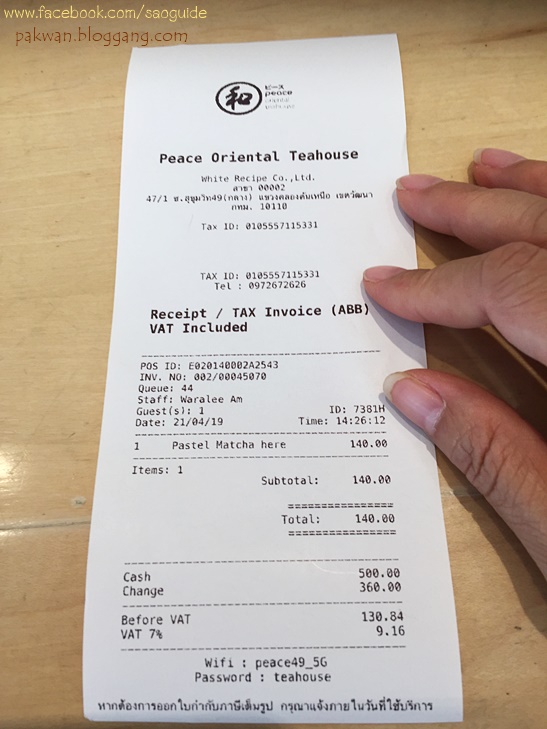 www.facebook.com/saoguide
pakwan.bloggang.com
和
ピース
peace
oriental
teahouse
Peace Oriental Teahouse
White Recipe Co.,Ltd.
สาขา 00002
47/1 ซ.สุขุมวิท49(กลาง) แขวงคลองตันเหนือ เขตวัฒนา
กทม. 10110
Tax ID: 0105557115331
TAX ID: 0105557115331
Tel : 0972672626
Receipt / TAX Invoice (ABB)
VAT Included
POS ID: E020140002A2543
INV. NO: 002/00045070
Queue: 44
Staff: Waralee Am
Guest(s): 1 ID: 7381H
Date: 21/04/19 Time: 14:26:12
1 Pastel Matcha here 140.00
Items: 1
Subtotal: 140.00
Total: 140.00
Cash 500.00
Change 360.00
Before VAT 130.84
VAT 7% 9.16
Wifi : peace49_5G
Password : teahouse
หากต้องการออกใบกำกับภาษีเต็มรูป กรุณาแจ้งภายในวันที่ใช้บริการ